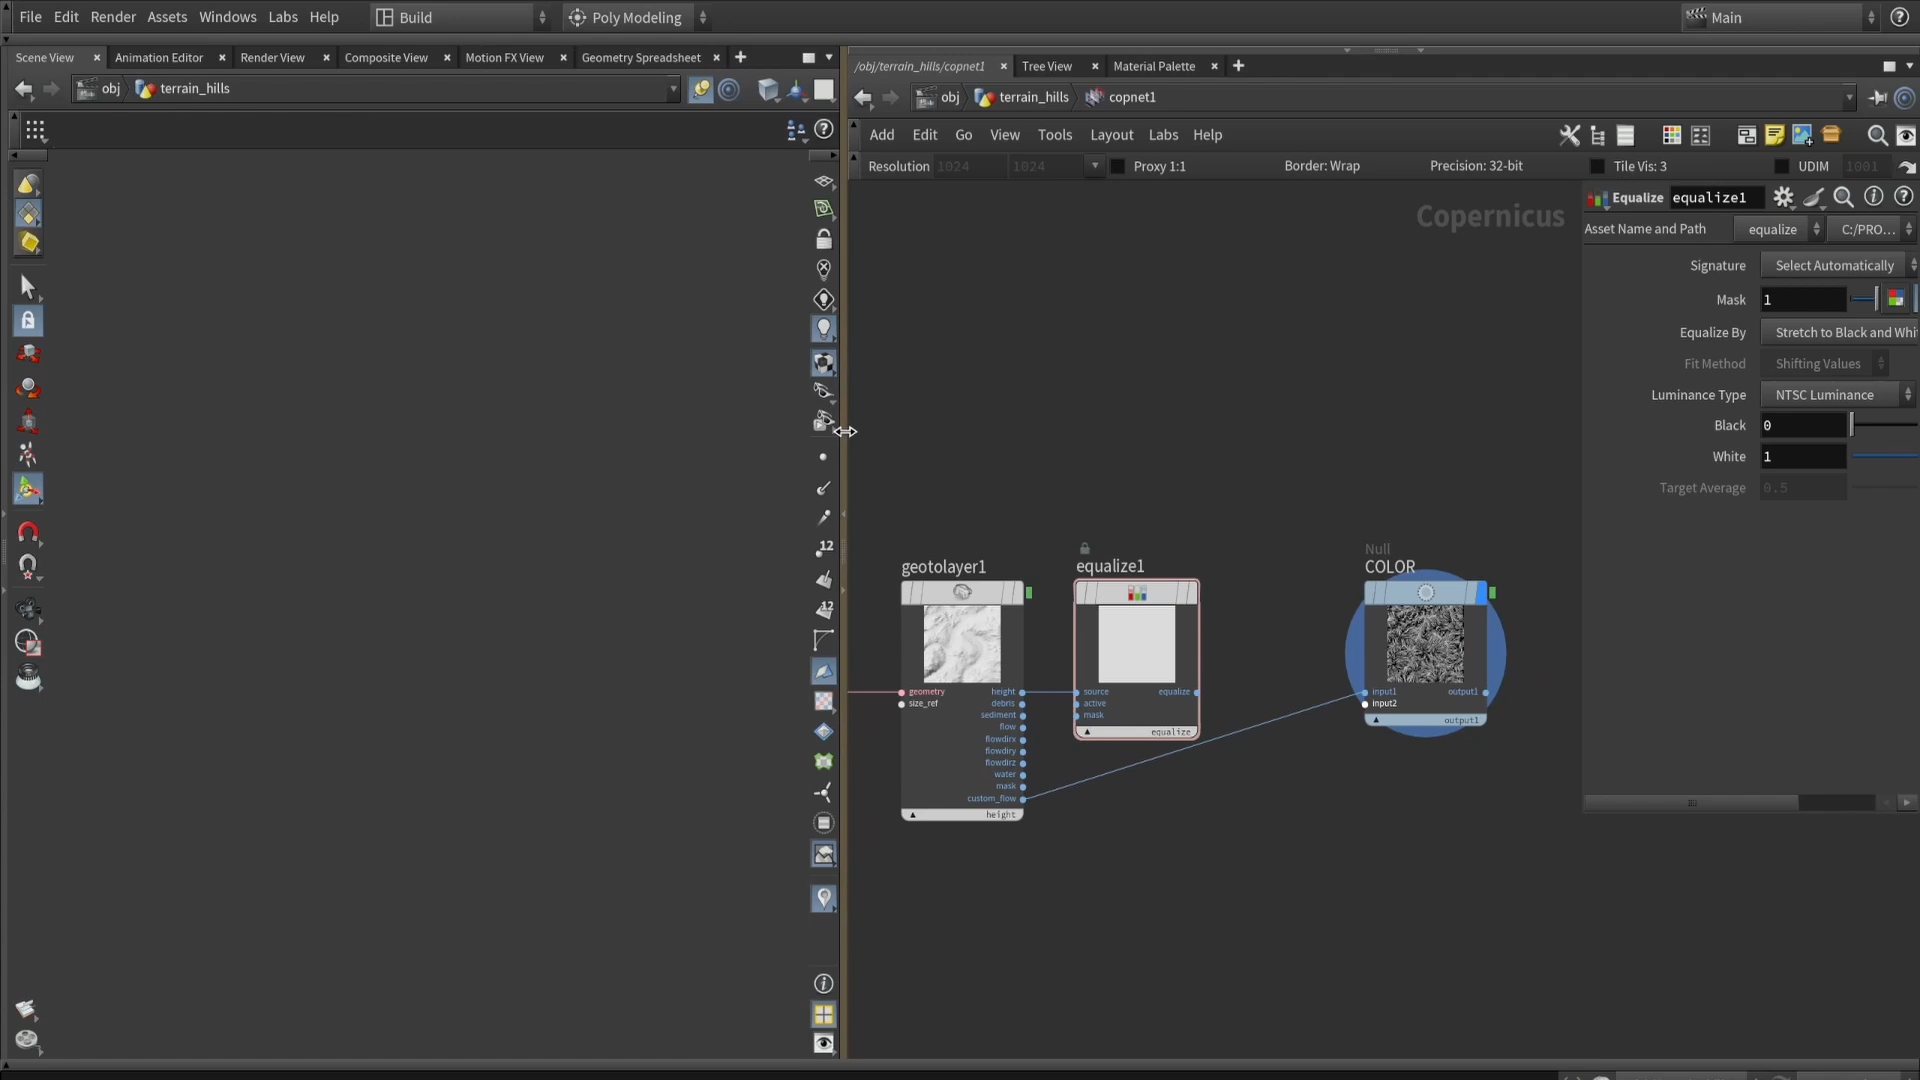 File Edit Render Assets Windows Labs Help Build Poly Modeling Main
Scene View Animation Editor Render View Composite View Motion FX View Geometry Spreadsheet
obj terrain_hills
/obj/terrain_hills/copnet1 Tree View Material Palette
obj terrain_hills copnet1
Add Edit Go View Tools Layout Labs Help
Resolution 1024 1024 Proxy 1:1 Border: Wrap Precision: 32-bit Tile Vis: 3 UDIM 1001
Copernicus
Equalize equalize1
Asset Name and Path equalize C:/PRO...
Signature Select Automatically
Mask 1
Equalize By Stretch to Black and Whi
Fit Method Shifting Values
Luminance Type NTSC Luminance
Black 0
White 1
Target Average 0.5
12
12
geotolayer1
geometry height
size_ref debris
sediment
flow
flowdirx
flowdiry
flowdirz
water
mask
custom_flow
height
equalize1
source equalize
active
mask
equalize
Null
COLOR
input1 output1
input2
output1